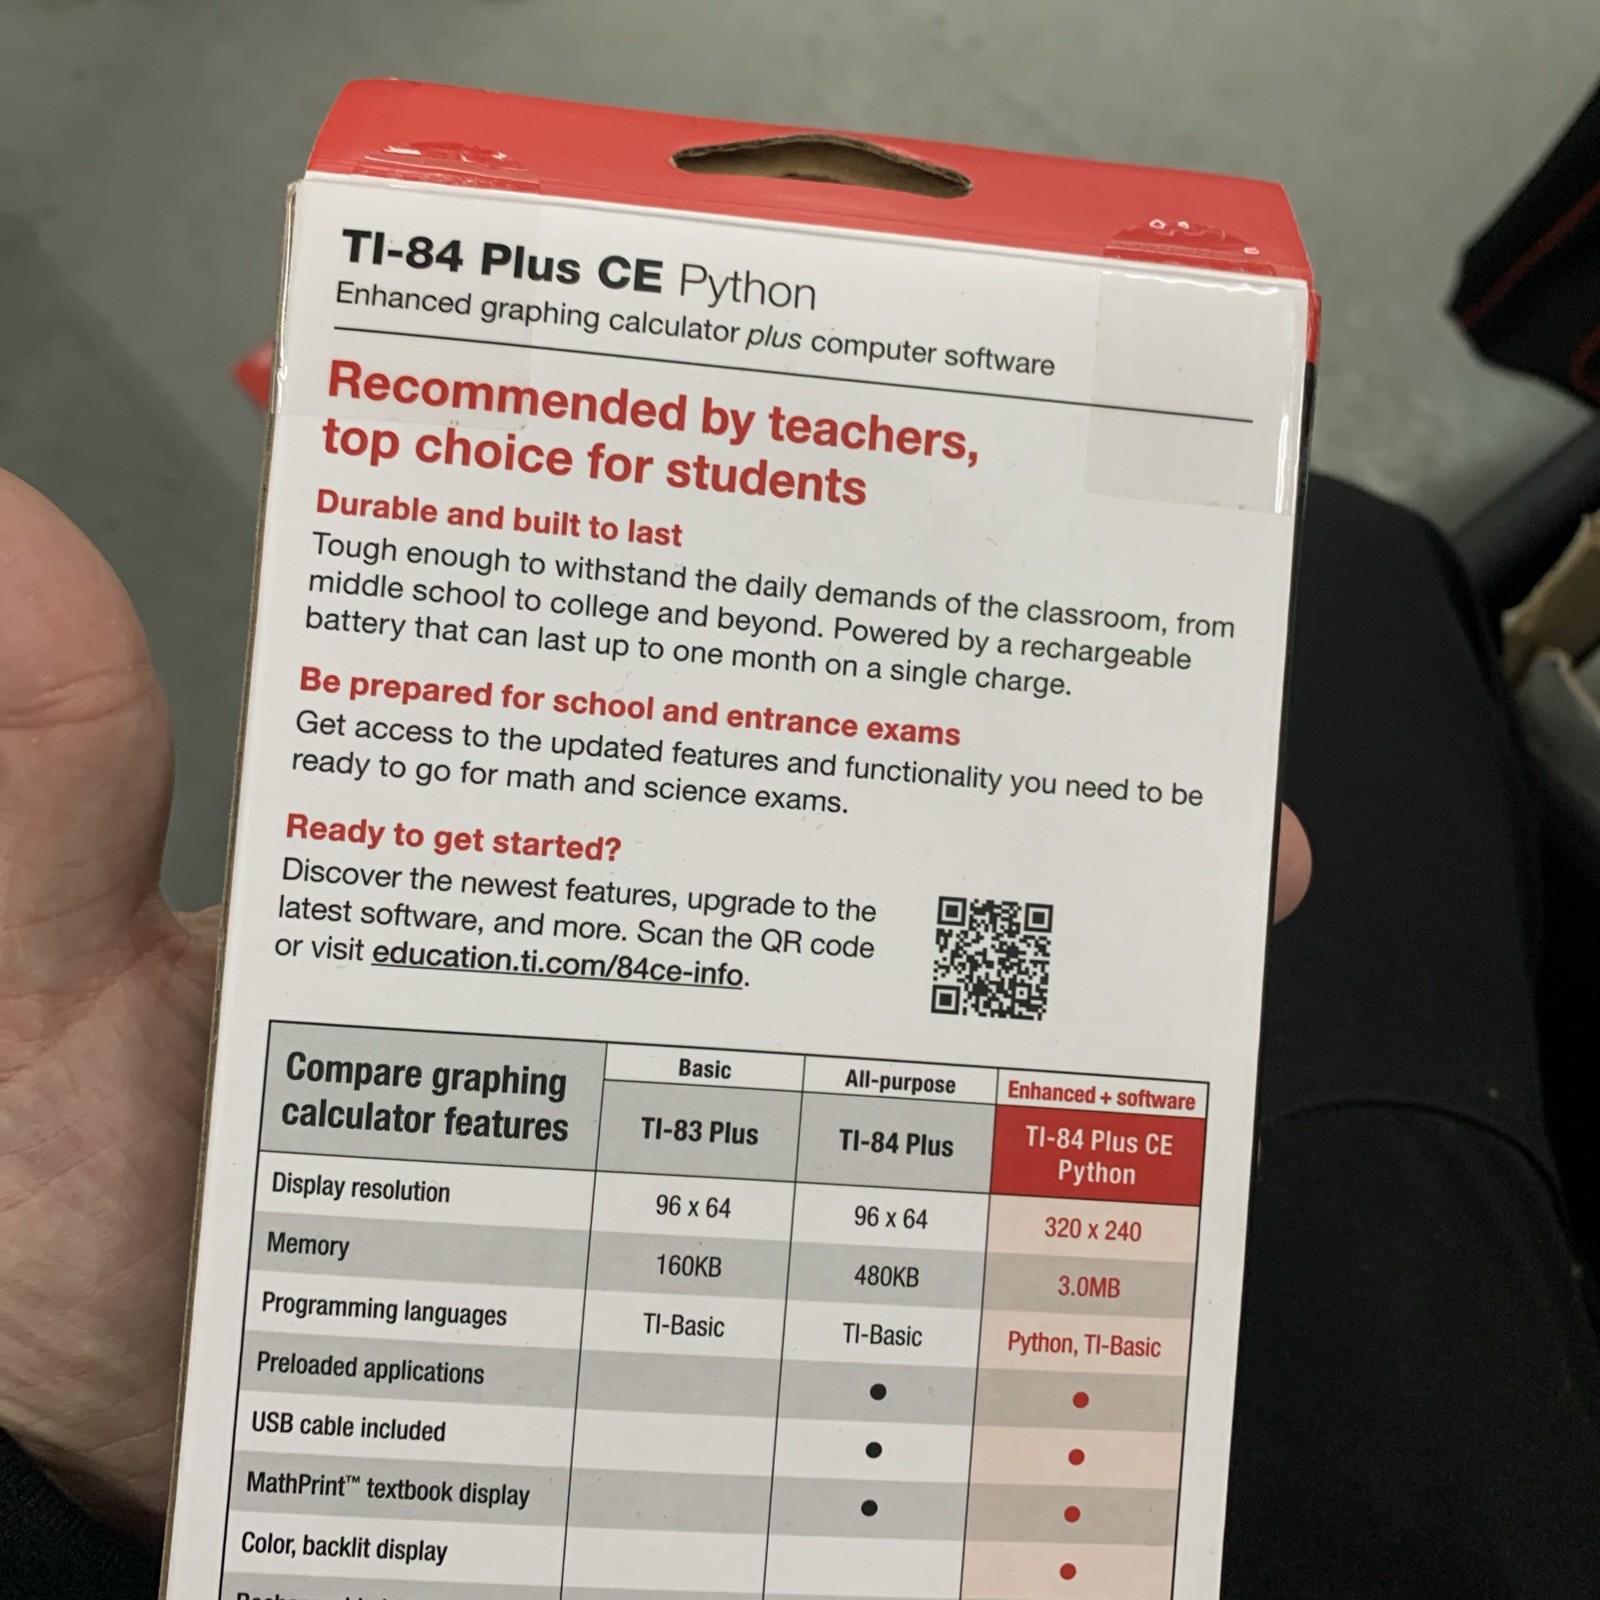 TI-84 Plus CE Python
Enhanced graphing calculator plus computer software
Recommended by teachers,
top choice for students
Durable and built to last
Tough enough to withstand the daily demands of the classroom, from
middle school to college and beyond. Powered by a rechargeable
battery that can last up to one month on a single charge.
Be prepared for school and entrance exams
Get access to the updated features and functionality you need to be
ready to go for math and science exams.
Ready to get started?
Discover the newest features, upgrade to the
latest software, and more. Scan the QR code
or visit education.ti.com/84ce-info.
Compare graphing
calculator features
Basic
All-purpose
Enhanced + software
TI-83 Plus
TI-84 Plus
TI-84 Plus CE
Python
Display resolution
96 x 64
96 x 64
320 x 240
Memory
160KB
480KB
3.0MB
Programming languages
TI-Basic
TI-Basic
Python, TI-Basic
Preloaded applications
USB cable included
MathPrint™ textbook display
Color, backlit display